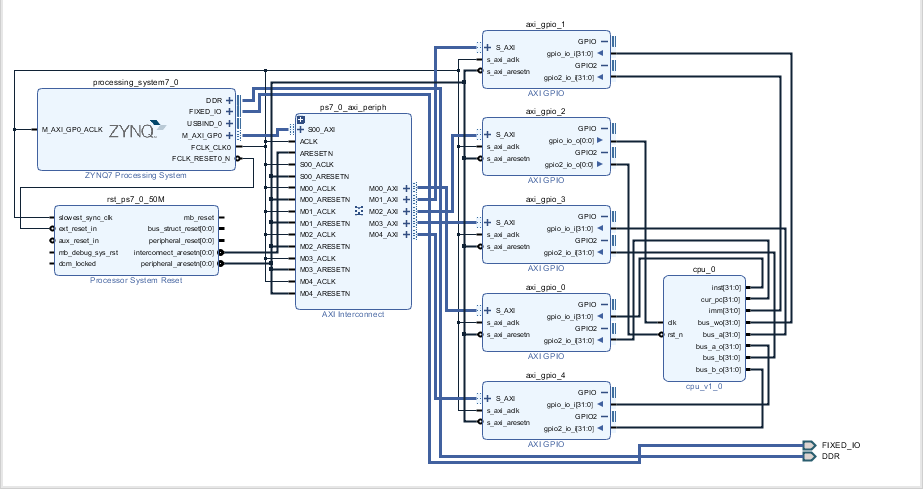 axi_gpio_1
GPIO
S_AXI
gpio_io_i[31:0]
s_axi_aclk
GPIO2
s_axi_aresetn
gpio2_io_i[31:0]
AXI GPIO
processing_system7_0
DDR
FIXED_IO
USBIND_0
M_AXI_GP0_ACLK
ZYNQ
M_AXI_GP0
FCLK_CLK0
FCLK_RESET0_N
ZYNQ7 Processing System
ps7_0_axi_periph
S00_AXI
ACLK
ARESETN
S00_ACLK
S00_ARESETN
M00_ACLK
M00_AXI
M00_ARESETN
M01_AXI
M01_ACLK
M02_AXI
M01_ARESETN
M03_AXI
M02_ACLK
M04_AXI
M02_ARESETN
M03_ACLK
M03_ARESETN
M04_ACLK
M04_ARESETN
AXI Interconnect
axi_gpio_2
GPIO
S_AXI
gpio_io_o[0:0]
s_axi_aclk
GPIO2
s_axi_aresetn
gpio2_io_o[0:0]
AXI GPIO
rst_ps7_0_50M
slowest_sync_clk
mb_reset
ext_reset_in
bus_struct_reset[0:0]
aux_reset_in
peripheral_reset[0:0]
mb_debug_sys_rst
interconnect_aresetn[0:0]
dcm_locked
peripheral_aresetn[0:0]
Processor System Reset
axi_gpio_3
GPIO
S_AXI
gpio_io_i[31:0]
s_axi_aclk
GPIO2
s_axi_aresetn
gpio2_io_i[31:0]
AXI GPIO
axi_gpio_0
GPIO
S_AXI
gpio_io_i[31:0]
s_axi_aclk
GPIO2
s_axi_aresetn
gpio2_io_i[31:0]
AXI GPIO
cpu_0
inst[31:0]
cur_pc[31:0]
imm[31:0]
clk
bus_wo[31:0]
rst_n
bus_a[31:0]
bus_a_o[31:0]
bus_b[31:0]
bus_b_o[31:0]
cpu_v1_0
axi_gpio_4
GPIO
S_AXI
gpio_io_i[31:0]
s_axi_aclk
GPIO2
s_axi_aresetn
gpio2_io_i[31:0]
AXI GPIO
FIXED_IO
DDR